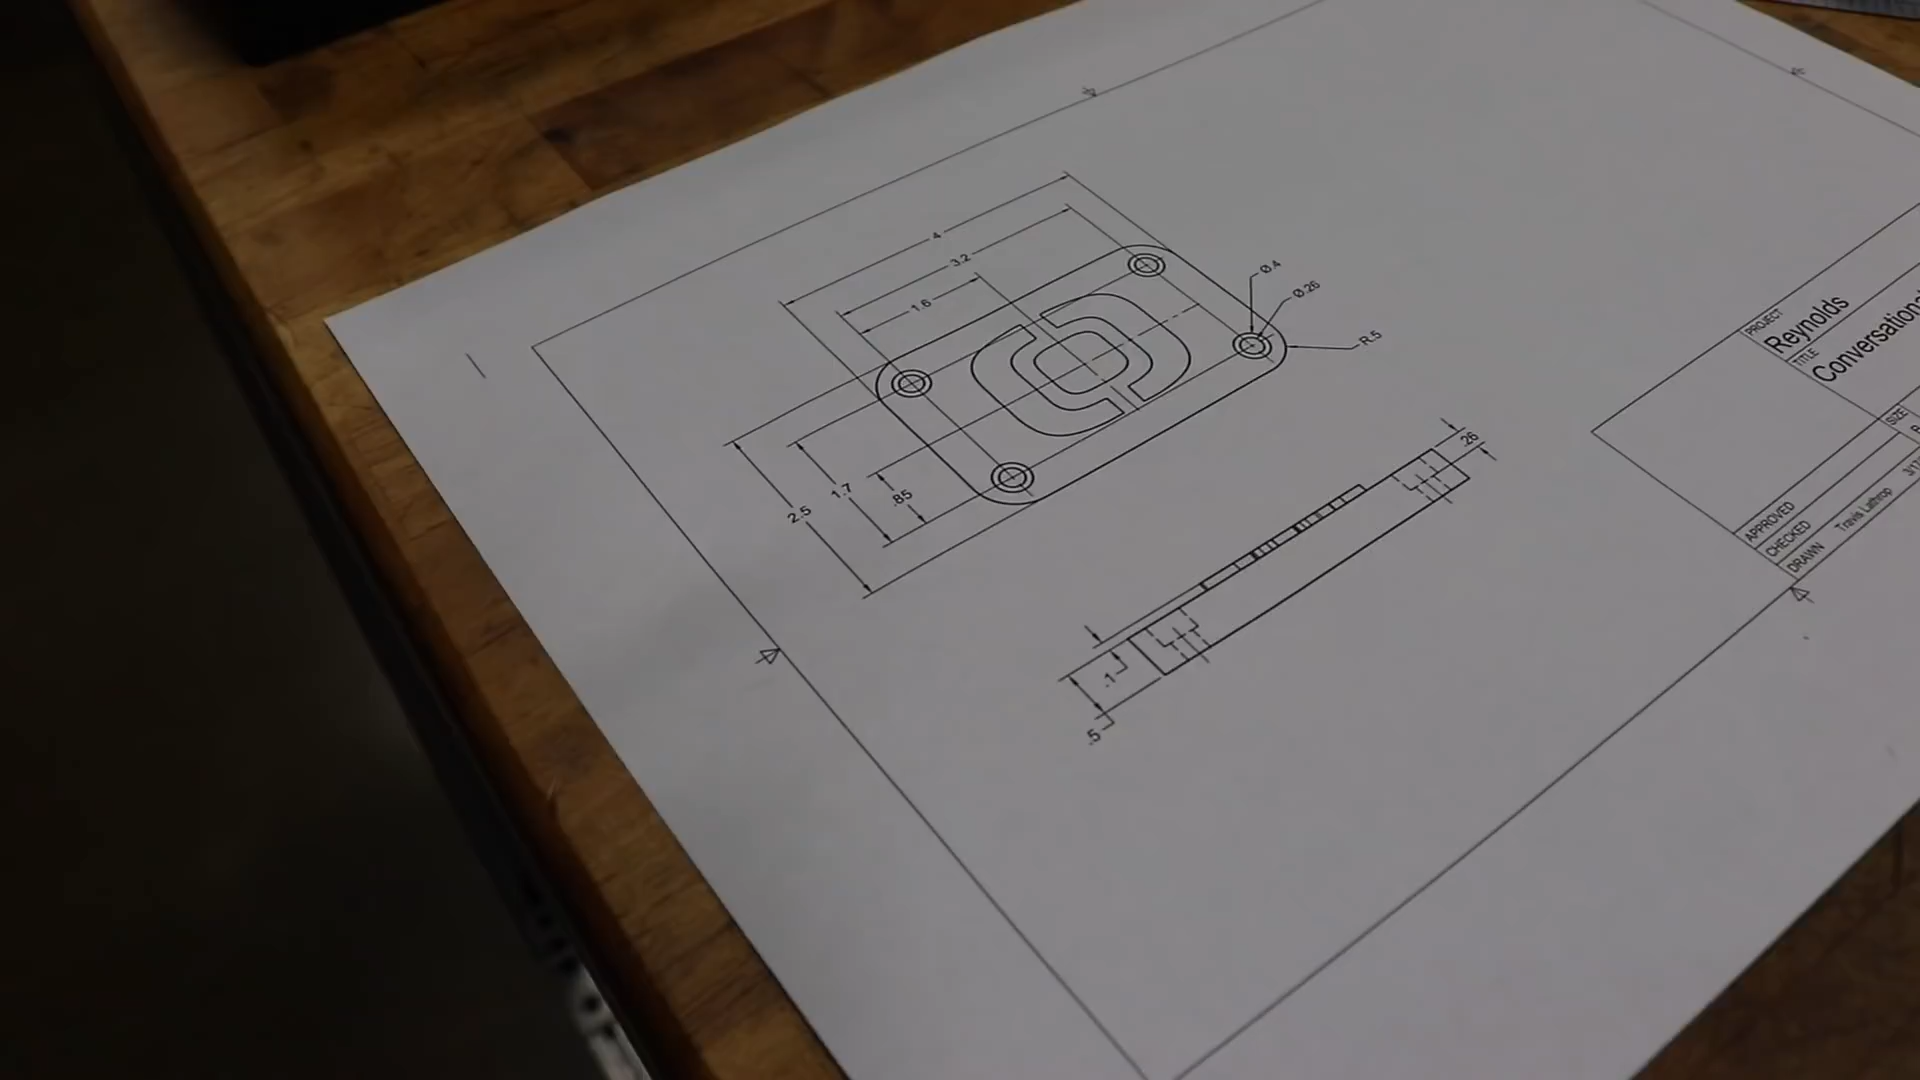 4
3.2
1.6
Ø.4
Ø.26
R.5
2.5
1.7
.85
.26
.1
.5
PROJECT
Reynolds
TITLE
Conversational
APPROVED
CHECKED
DRAWN
Travis Lathrop
SIZE